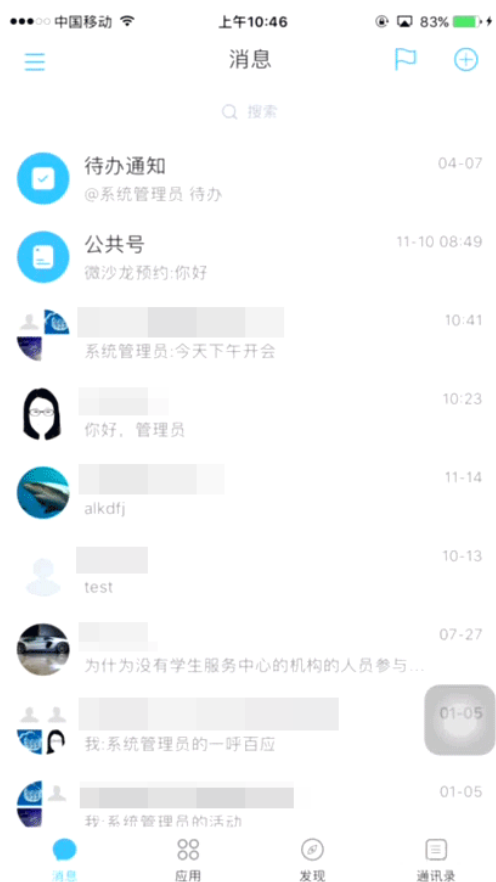 中国移动 上午10:46 83%
消息
搜索
待办通知 04-07
@系统管理员 待办
公共号 11-10 08:49
微沙龙预约:你好
10:41
系统管理员:今天下午开会
10:23
你好，管理员
11-14
alkdfj
10-13
test
07-27
为什为没有学生服务中心的机构的人员参与...
01-05
我:系统管理员的一呼百应
01-05
我:系统管理员的活动
消息 应用 发现 通讯录